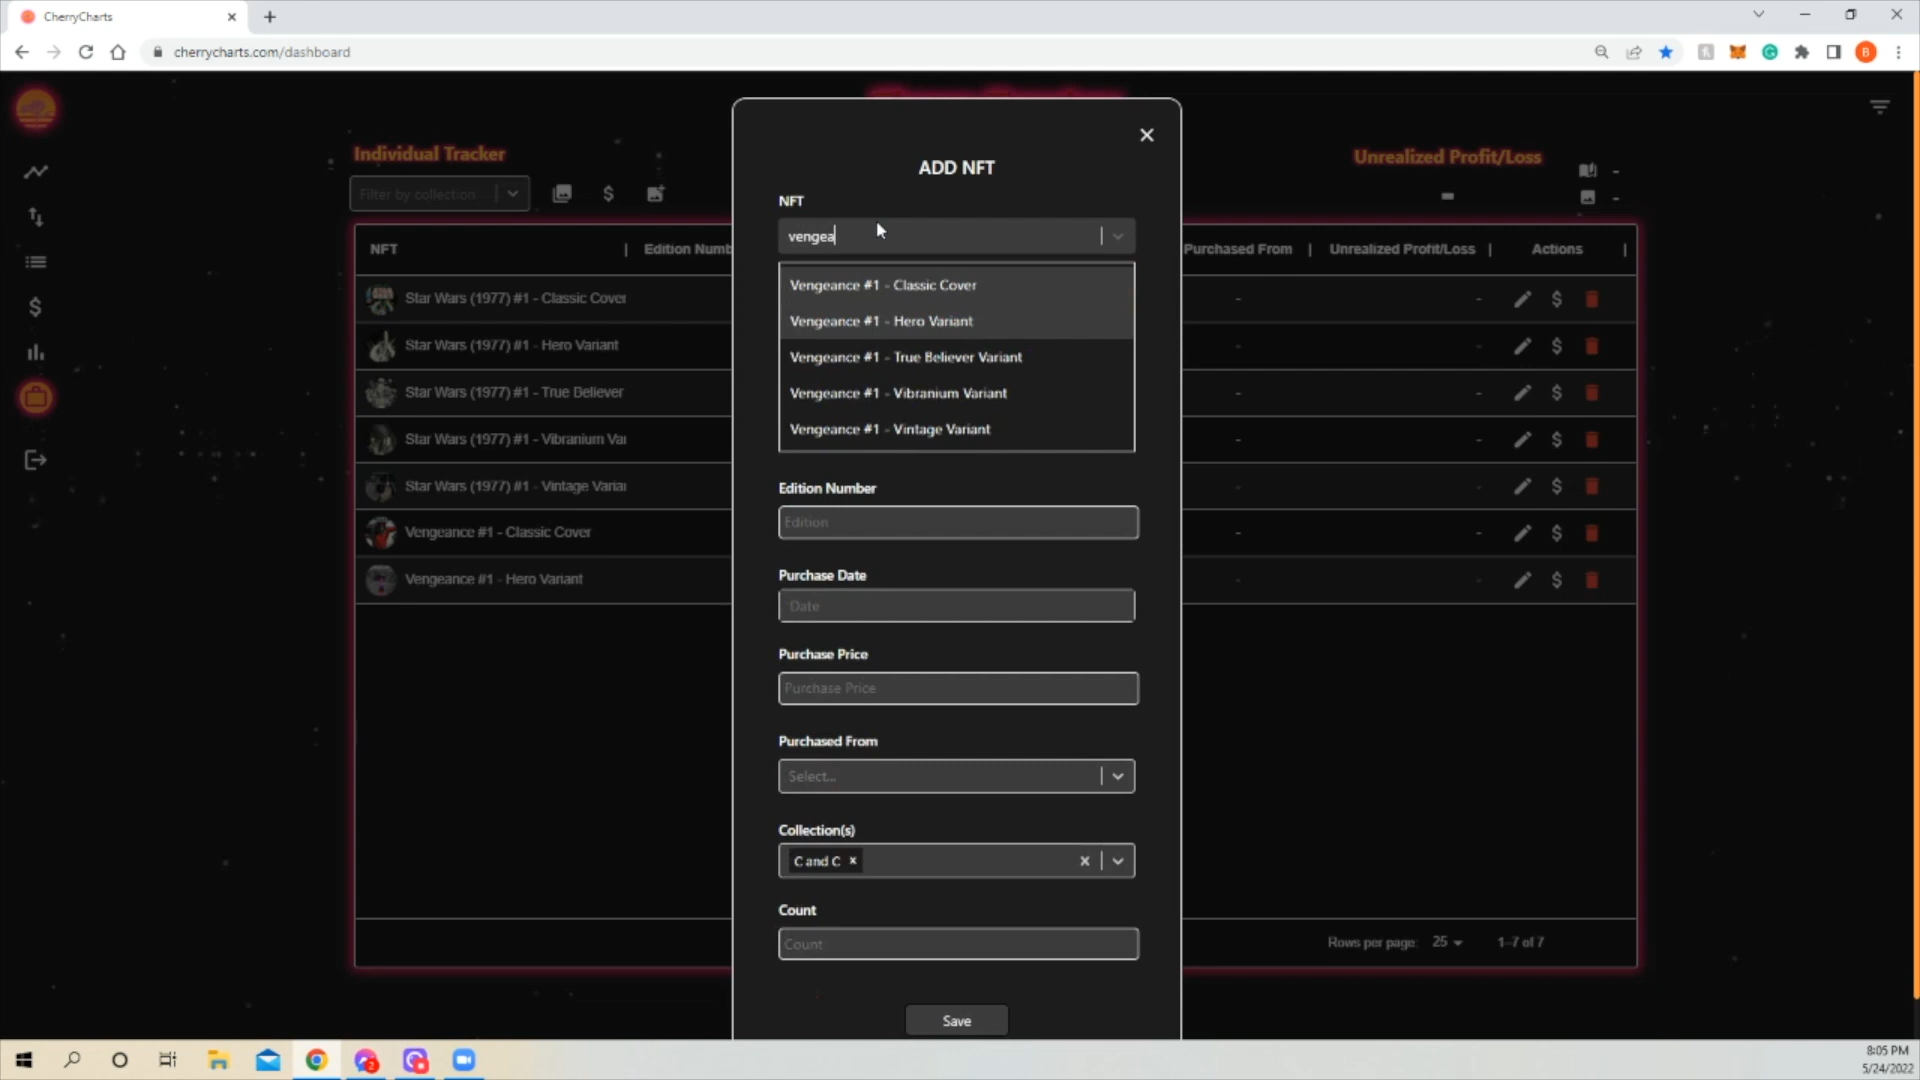 CherryCharts
cherrycharts.com/dashboard
B
Individual Tracker
Filter by collection
Unrealized Profit/Loss
-
-
NFT
Edition Numb
Purchased From
Unrealized Profit/Loss
Actions
Star Wars (1977) #1 - Classic Cover
- - $
Star Wars (1977) #1 - Hero Variant
- - $
Star Wars (1977) #1 - True Believer
- - $
Star Wars (1977) #1 - Vibranium Var
- - $
Star Wars (1977) #1 - Vintage Varia
- - $
Vengeance #1 - Classic Cover
- - $
Vengeance #1 - Hero Variant
- - $
Rows per page: 25
1-7 of 7
ADD NFT
NFT
vengea
Vengeance #1 - Classic Cover
Vengeance #1 - Hero Variant
Vengeance #1 - True Believer Variant
Vengeance #1 - Vibranium Variant
Vengeance #1 - Vintage Variant
Edition Number
Edition
Purchase Date
Date
Purchase Price
Purchase Price
Purchased From
Select...
Collection(s)
C and C
Count
Count
Save
2
8:05 PM
5/24/2022